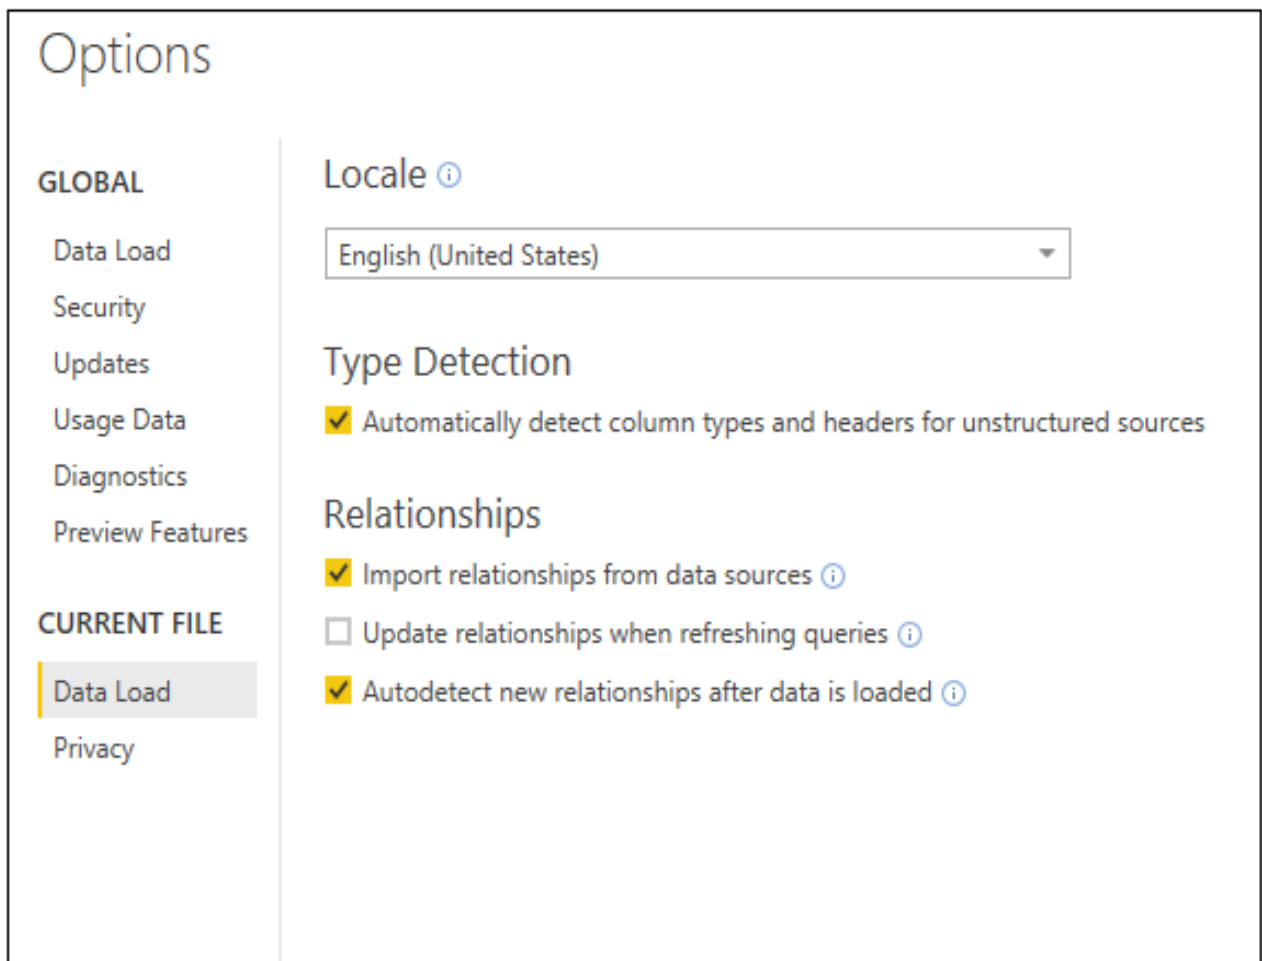 Options
GLOBAL
Data Load
Security
Updates
Usage Data
Diagnostics
Preview Features
CURRENT FILE
Data Load
Privacy
Locale
English (United States)
Type Detection
Automatically detect column types and headers for unstructured sources
Relationships
Import relationships from data sources
Update relationships when refreshing queries
Autodetect new relationships after data is loaded